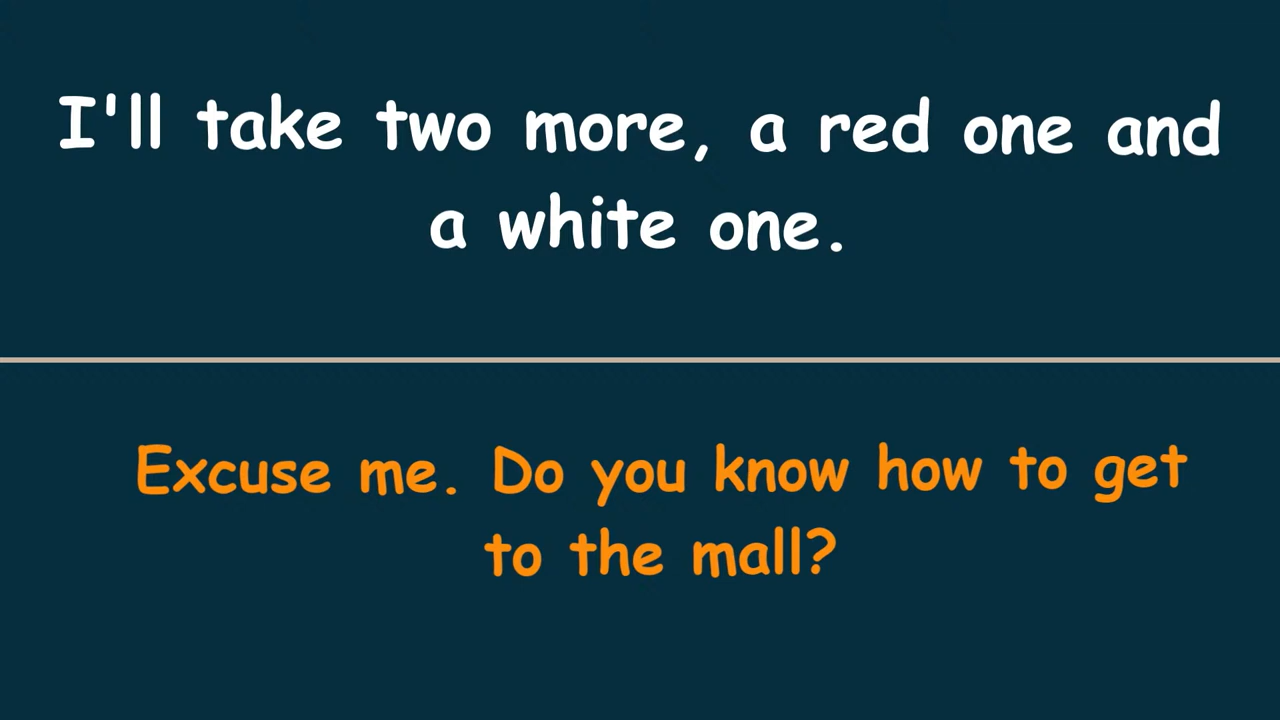 I'll take two more, a red one and
a white one.
Excuse me. Do you know how to get
to the mall?